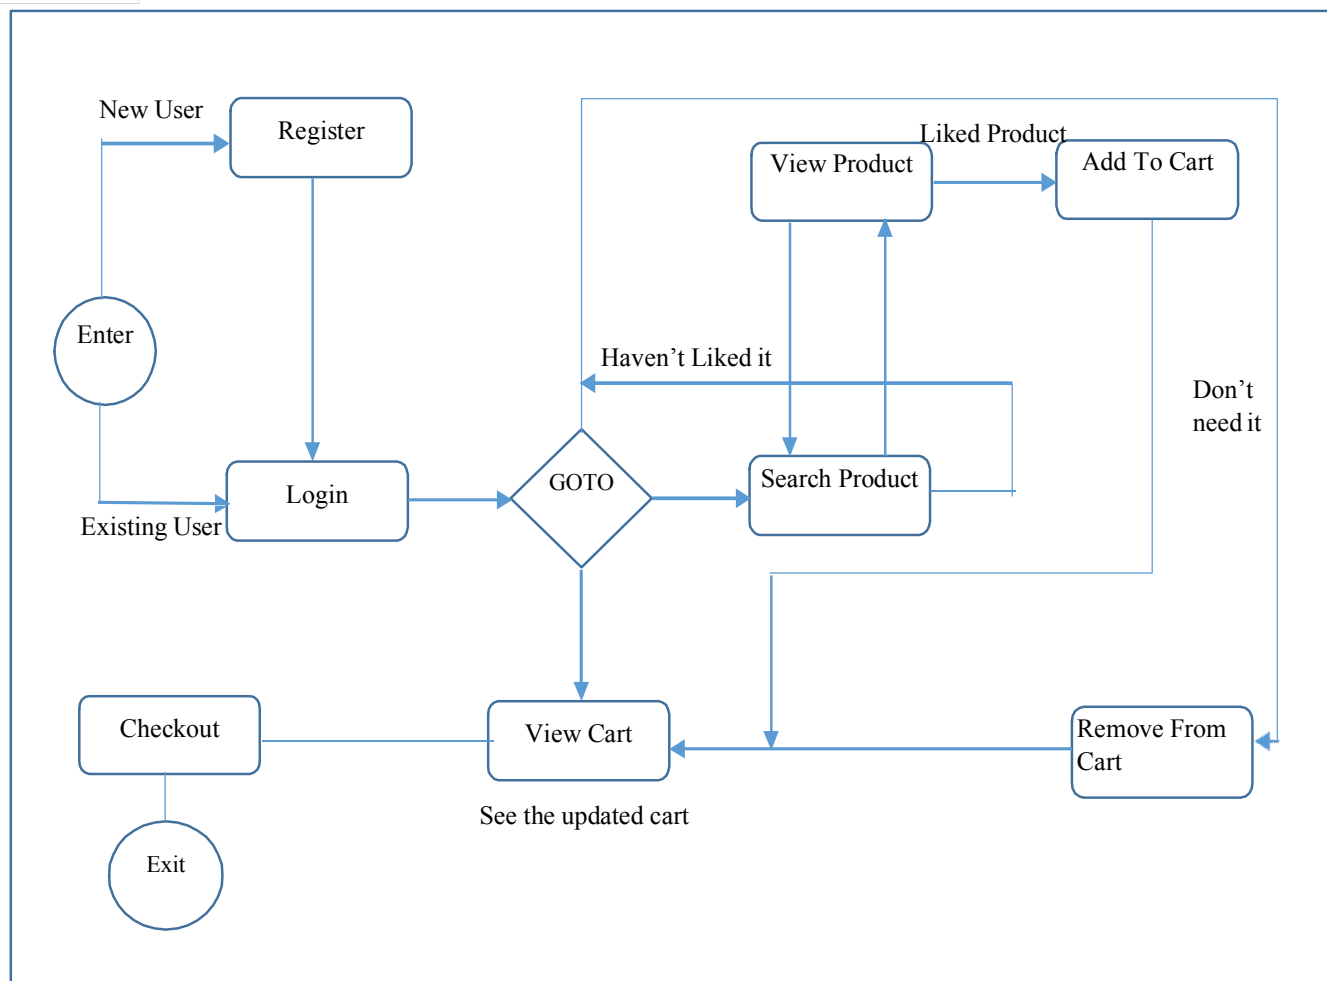 New User
Register
Liked Product
View Product
Add To Cart
Enter
Haven’t Liked it
Don’t
need it
GOTO
Search Product
Login
Existing User
Checkout
View Cart
Remove From
Cart
See the updated cart
Exit